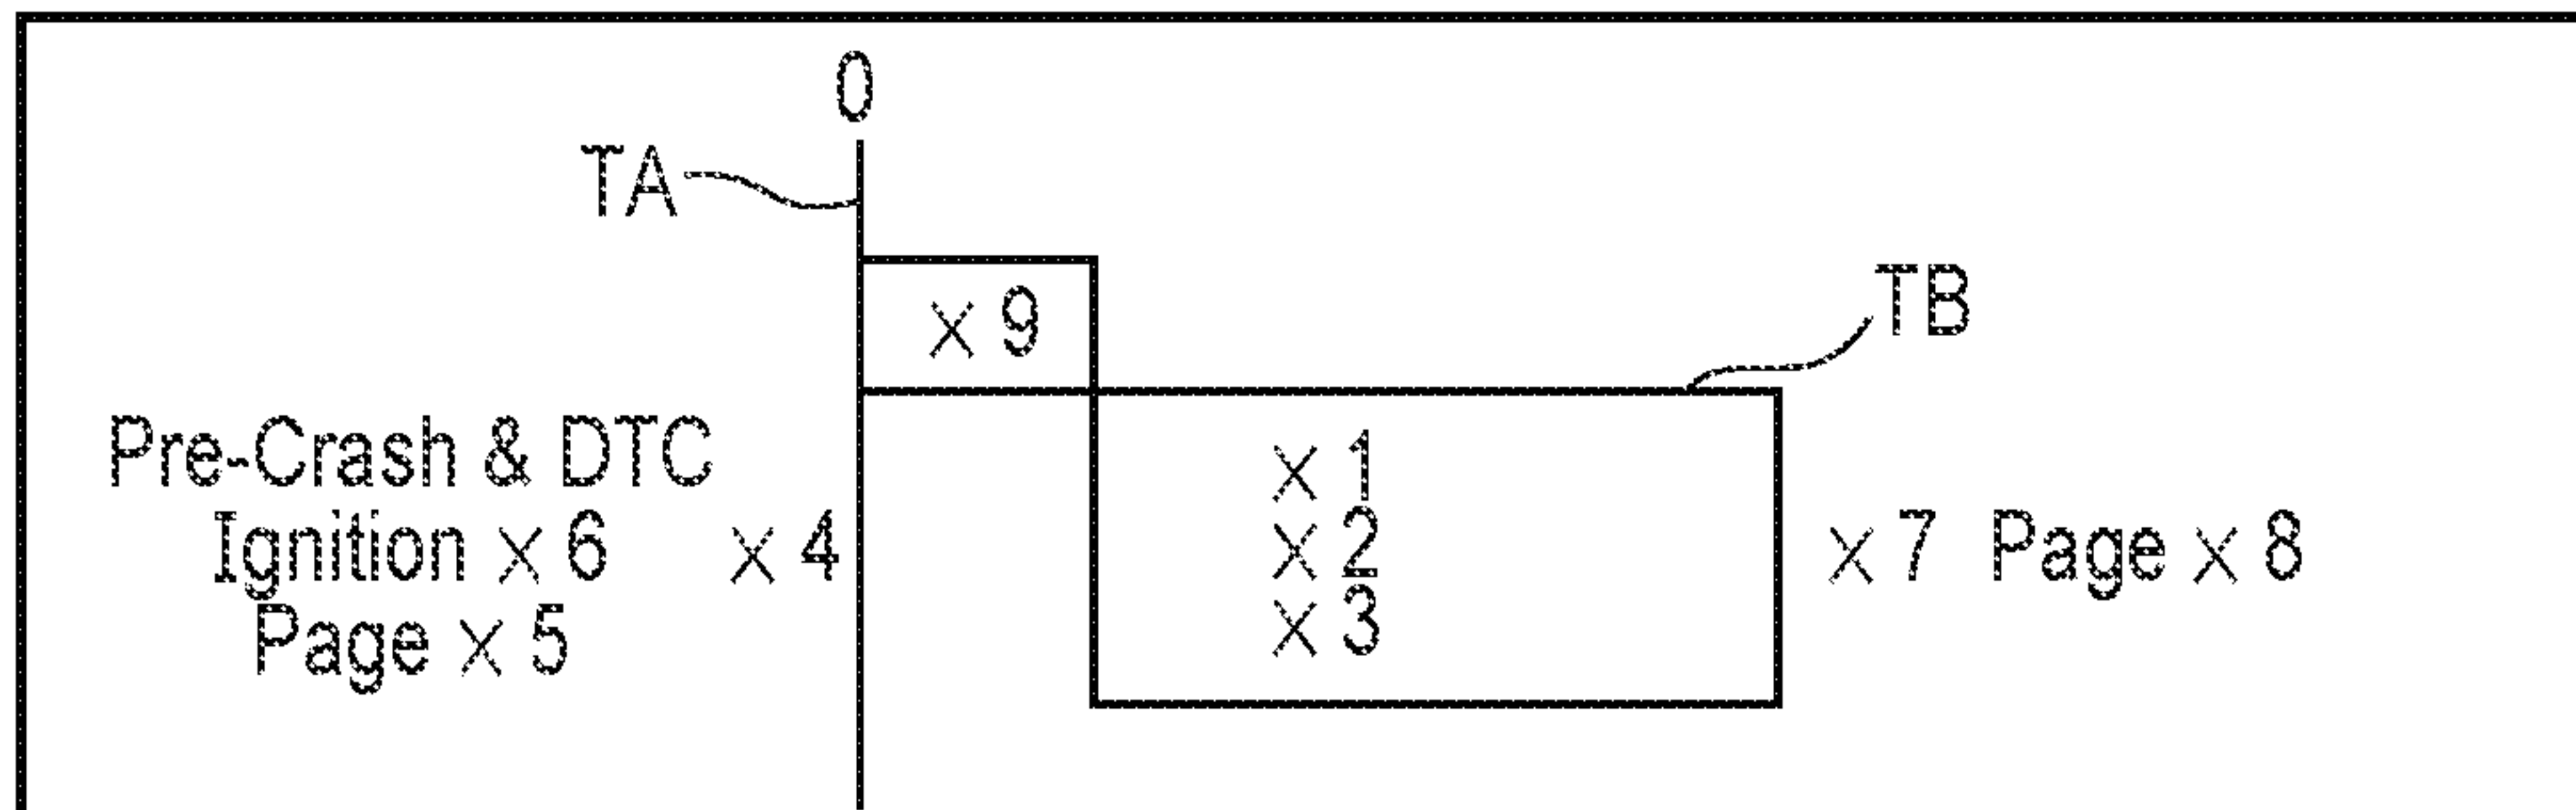 0
TA
× 9
TB
Pre-Crash & DTC
× 1
Ignition × 6 × 4
× 2
× 7 Page × 8
Page × 5
× 3